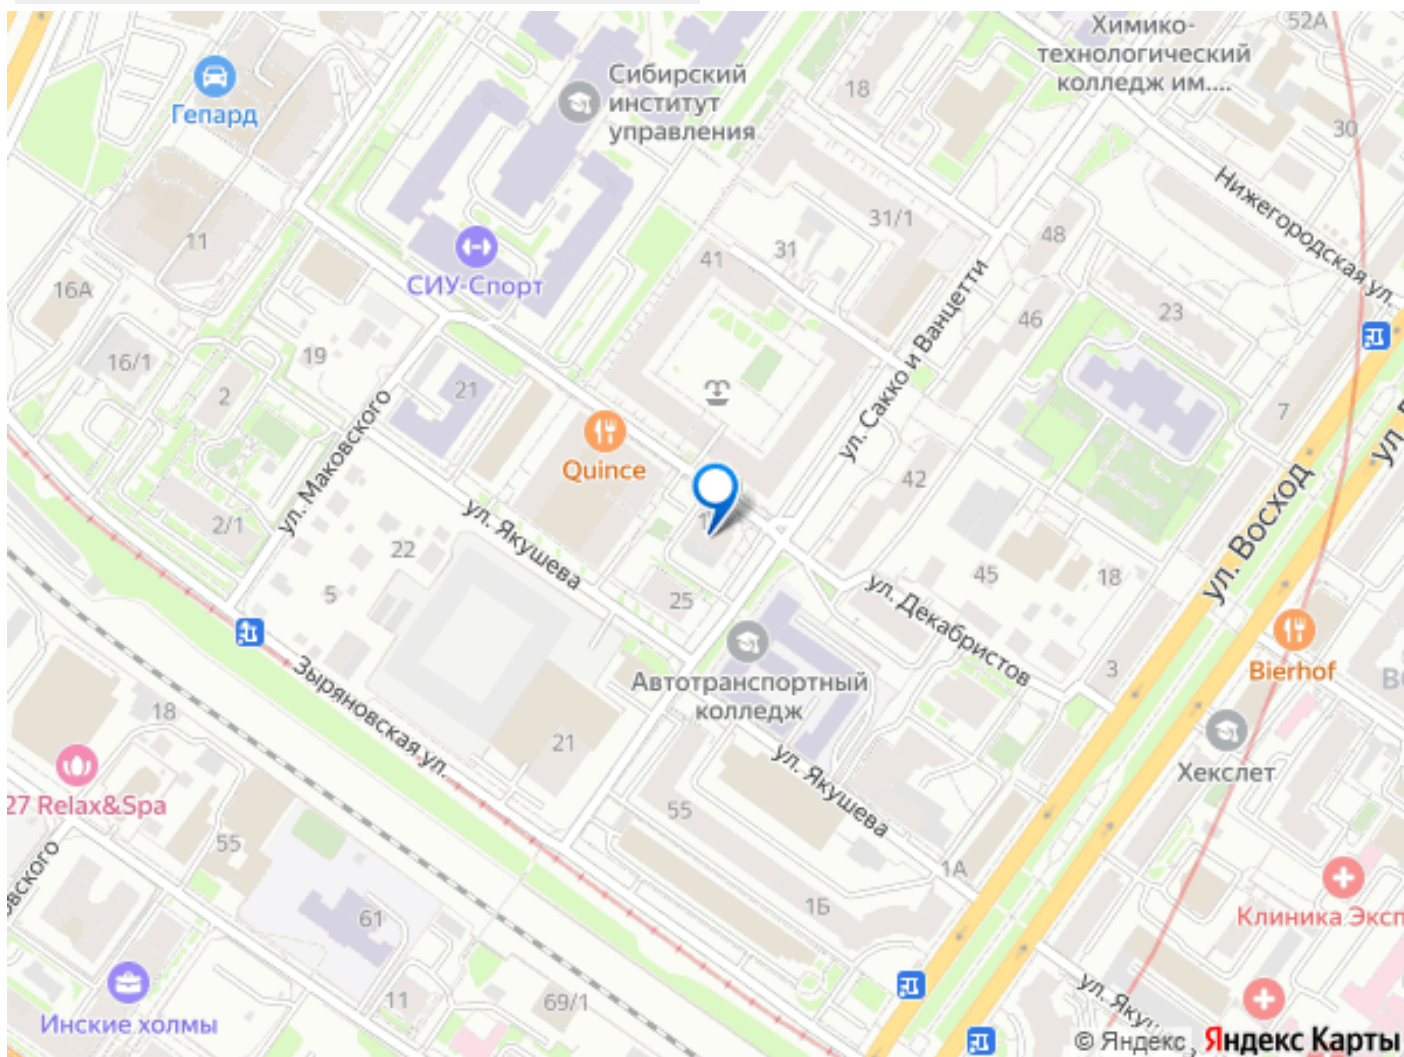 Химико-
технологический
колледж им....
52А
Сибирский
институт
управления
18
Гепард
30
Нижегородская ул.
31/1
11
48
31
41
СИУ-Спорт
16А
ул. Сакко и Ванцетти
46
23
19
16/1
2
21
ул. Маковского
7
Quince
42
ул. Восход
2/1
ул. Якушева
22
45
18
5
25
ул. Декабристов
Bierhof
Автотранспортный
колледж
3
Зыряновская ул.
18
21
ул. Якушева
Хекслет
27 Relax&Spa
55
55
1А
1Б
61
Клиника Эксп
11
69/1
Инские холмы
ул. Яку
© Яндекс, Яндекс Карты